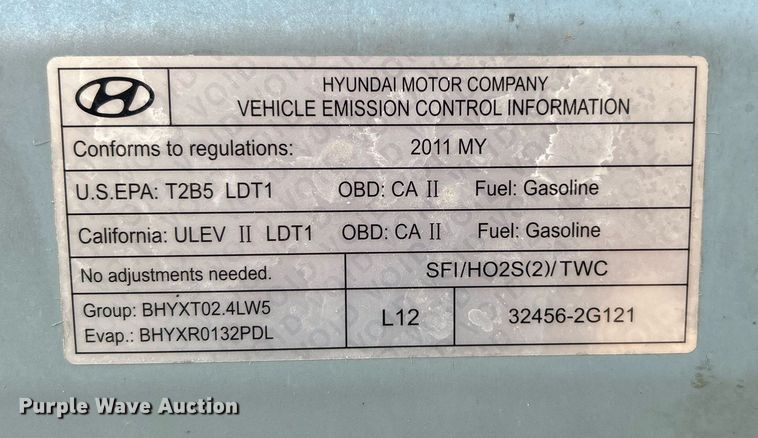 HYUNDAI MOTOR COMPANY
VEHICLE EMISSION CONTROL INFORMATION
Conforms to regulations: 2011 MY
U.S.EPA: T2B5 LDT1 OBD: CA II Fuel: Gasoline
California: ULEV II LDT1 OBD: CA II Fuel: Gasoline
No adjustments needed. SFI/HO2S(2)/TWC
Group: BHYXT02.4LW5
Evap.: BHYXR0132PDL
L12 32456-2G121
Purple Wave Auction